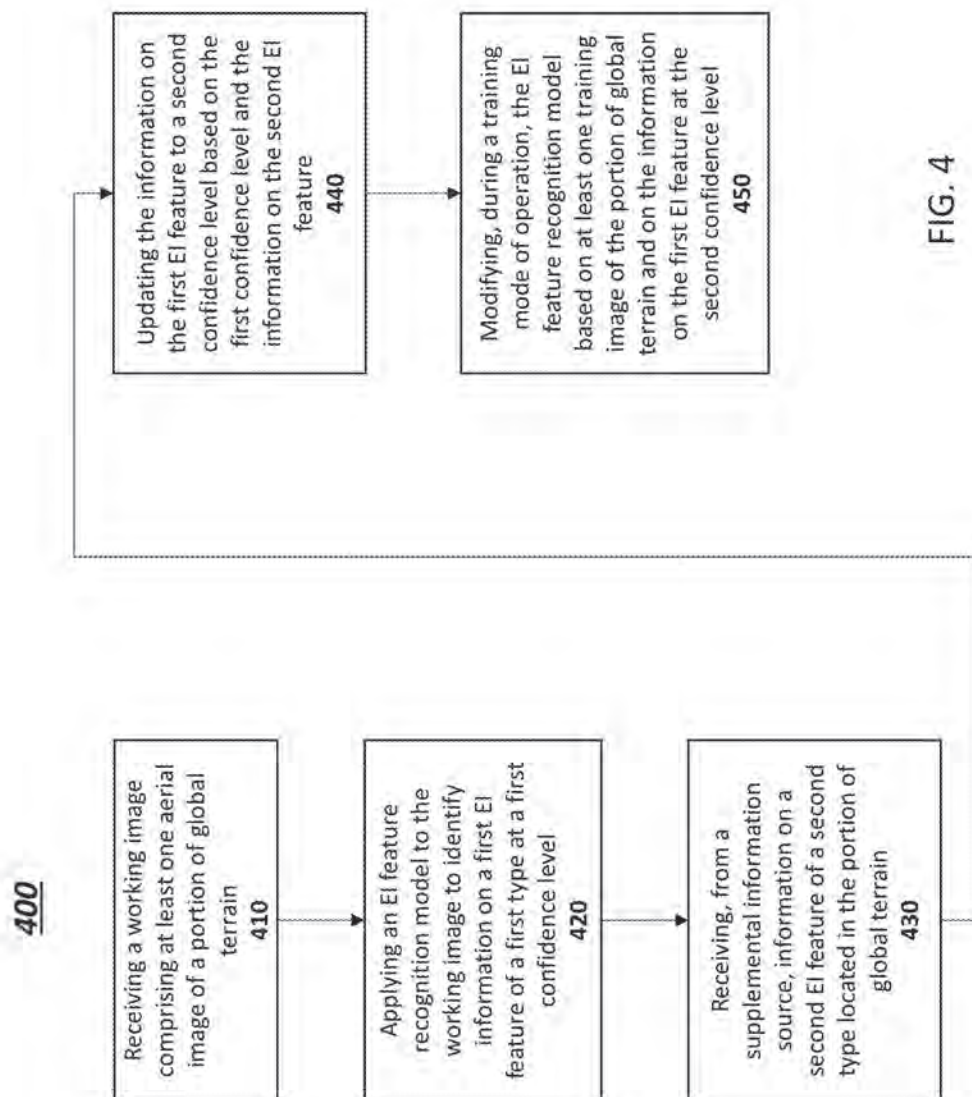 400
Receiving a working image
comprising at least one aerial
image of a portion of global
terrain
410
Applying an EI feature
recognition model to the
working image to identify
information on a first EI
feature of a first type at a first
confidence level
420
Receiving, from a
supplemental information
source, information on a
second EI feature of a second
type located in the portion of
global terrain
430
Updating the information on
the first EI feature to a second
confidence level based on the
first confidence level and the
information on the second EI
feature
440
Modifying, during a training
mode of operation, the EI
feature recognition model
based on at least one training
image of the portion of global
terrain and on the information
on the first EI feature at the
second confidence level
450
FIG. 4